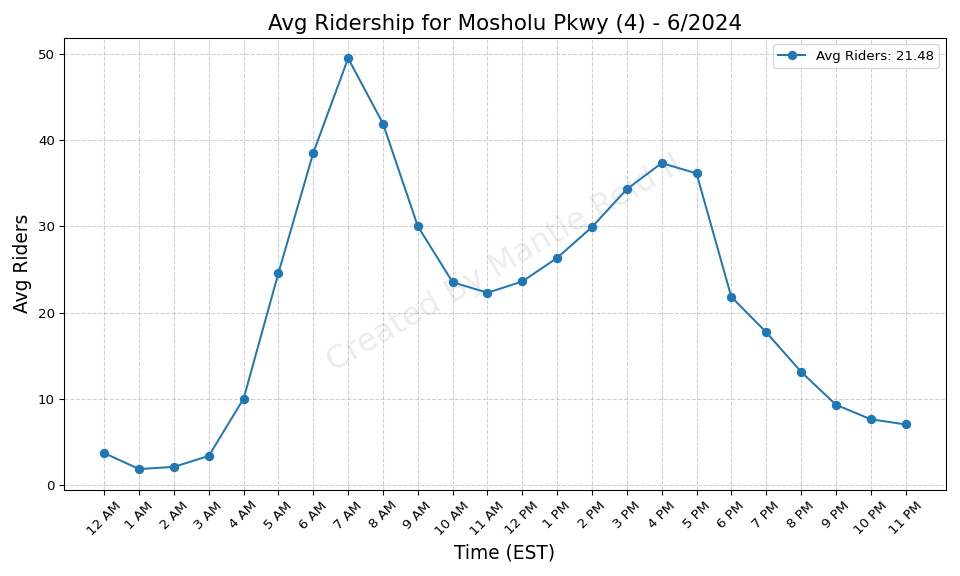 Avg Ridership for Mosholu Pkwy (4) - 6/2024
Avg Riders: 21.48
Avg Riders
50
40
30
20
10
0
Created By Mantle Bold II
12 AM
1 AM
2 AM
3 AM
4 AM
5 AM
6 AM
7 AM
8 AM
9 AM
10 AM
11 AM
12 PM
1 PM
2 PM
3 PM
4 PM
5 PM
6 PM
7 PM
8 PM
9 PM
10 PM
11 PM
Time (EST)